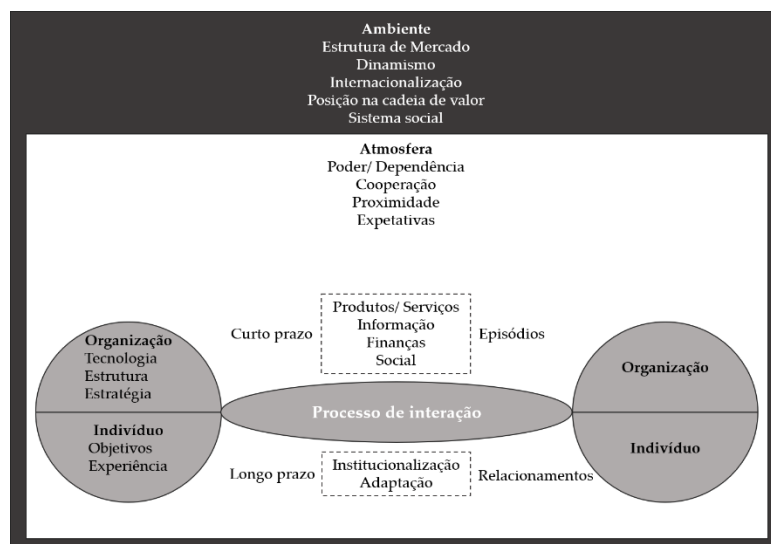 Ambiente
Estrutura de Mercado
Dinamismo
Internacionalização
Posição na cadeia de valor
Sistema social
Atmosfera
Poder/ Dependência
Cooperação
Proximidade
Expetativas
Curto prazo
Produtos/ Serviços
Informação
Finanças
Social
Episódios
Organização
Tecnologia
Estrutura
Estratégia
Indivíduo
Objetivos
Experiência
Processo de interação
Organização
Indivíduo
Longo prazo
Institucionalização
Adaptação
Relacionamentos